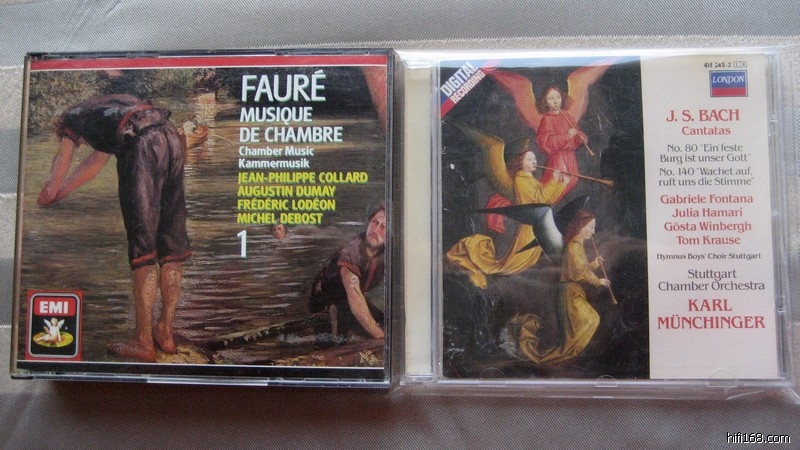 FAURÉ
MUSIQUE
DE CHAMBRE
Chamber Music
Kammermusik
JEAN-PHILIPPE COLLARD
AUGUSTIN DUMAY
FRÉDÉRIC LODÉON
MICHEL DEBOST
1
EMI
DIGITAL
RECORDING
LONDON
J. S. BACH
Cantatas
No. 80 "Ein' feste
Burg ist unser Gott"
No. 140 "Wachet auf,
ruft uns die Stimme"
Gabriele Fontana
Julia Hamari
Gösta Winbergh
Tom Krause
Hymnus Boys' Choir Stuttgart
Stuttgart
Chamber Orchestra
KARL
MÜNCHINGER
hifi168.com